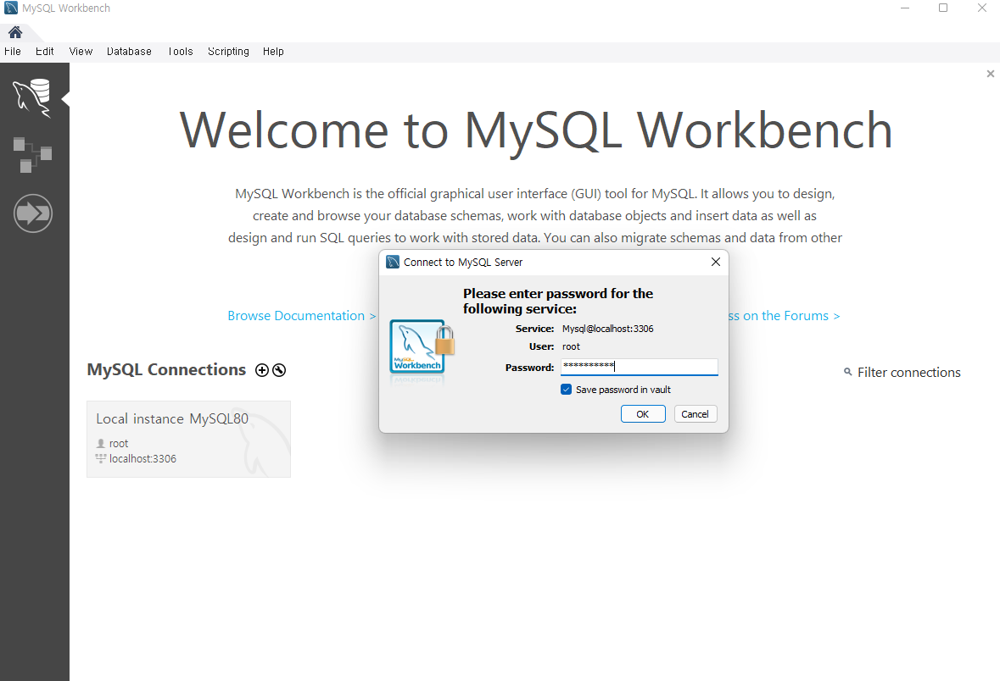 MySQL Workbench
File Edit View Database Tools Scripting Help
Welcome to MySQL Workbench
MySQL Workbench is the official graphical user interface (GUI) tool for MySQL. It allows you to design,
create and browse your database schemas, work with database objects and insert data as well as
design and run SQL queries to work with stored data. You can also migrate schemas and data from other
Connect to MySQL Server
Please enter password for the
following service:
Service: Mysql@localhost:3306
User: root
Password: **********
Save password in vault
OK Cancel
MySQL
Workbench
Browse Documentation >
on the Forums >
MySQL Connections
Filter connections
Local instance MySQL80
root
localhost:3306